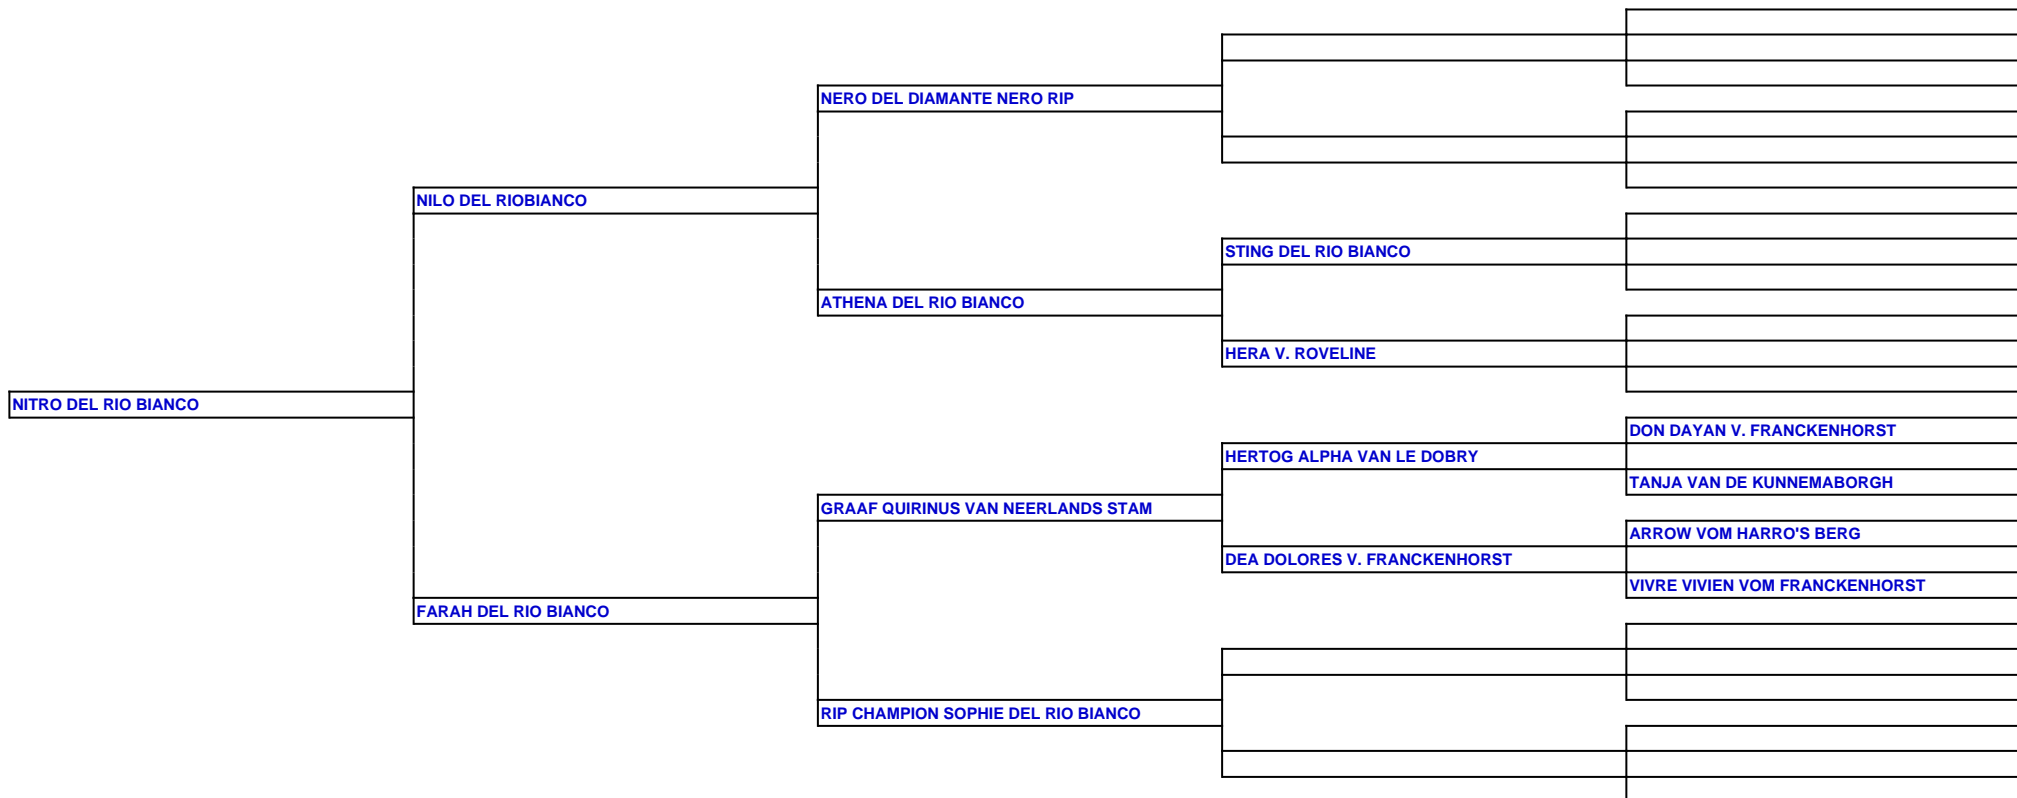 NERO DEL DIAMANTE NERO RIP
NILO DEL RIOBIANCO
STING DEL RIO BIANCO
ATHENA DEL RIO BIANCO
HERA V. ROVELINE
NITRO DEL RIO BIANCO
DON DAYAN V. FRANCKENHORST
HERTOG ALPHA VAN LE DOBRY
TANJA VAN DE KUNNEMABORGH
GRAAF QUIRINUS VAN NEERLANDS STAM
ARROW VOM HARRO'S BERG
DEA DOLORES V. FRANCKENHORST
VIVRE VIVIEN VOM FRANCKENHORST
FARAH DEL RIO BIANCO
RIP CHAMPION SOPHIE DEL RIO BIANCO